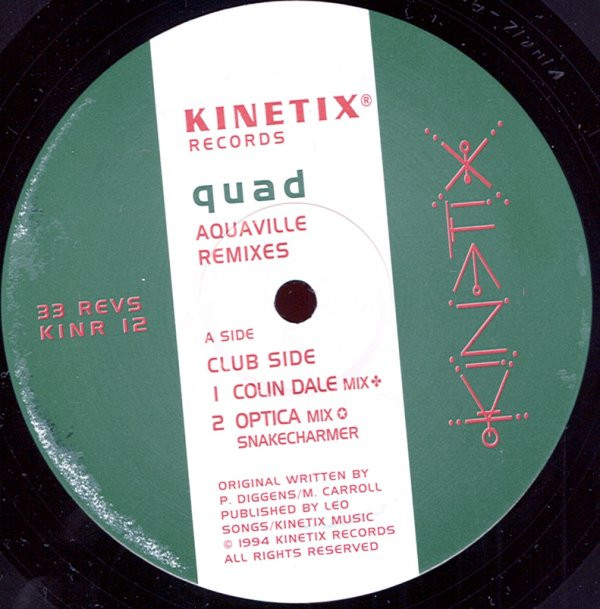 KINETIX®
RECORDS
quad
AQUAVILLE
REMIXES
33 REVS
KINR 12
A SIDE
CLUB SIDE
1 COLIN DALE MIX✤
2 OPTICA MIX✪
SNAKECHARMER
ORIGINAL WRITTEN BY
P. DIGGENS/M. CARROLL
PUBLISHED BY LEO
SONGS/KINETIX MUSIC
© 1994 KINETIX RECORDS
ALL RIGHTS RESERVED
KINETIX